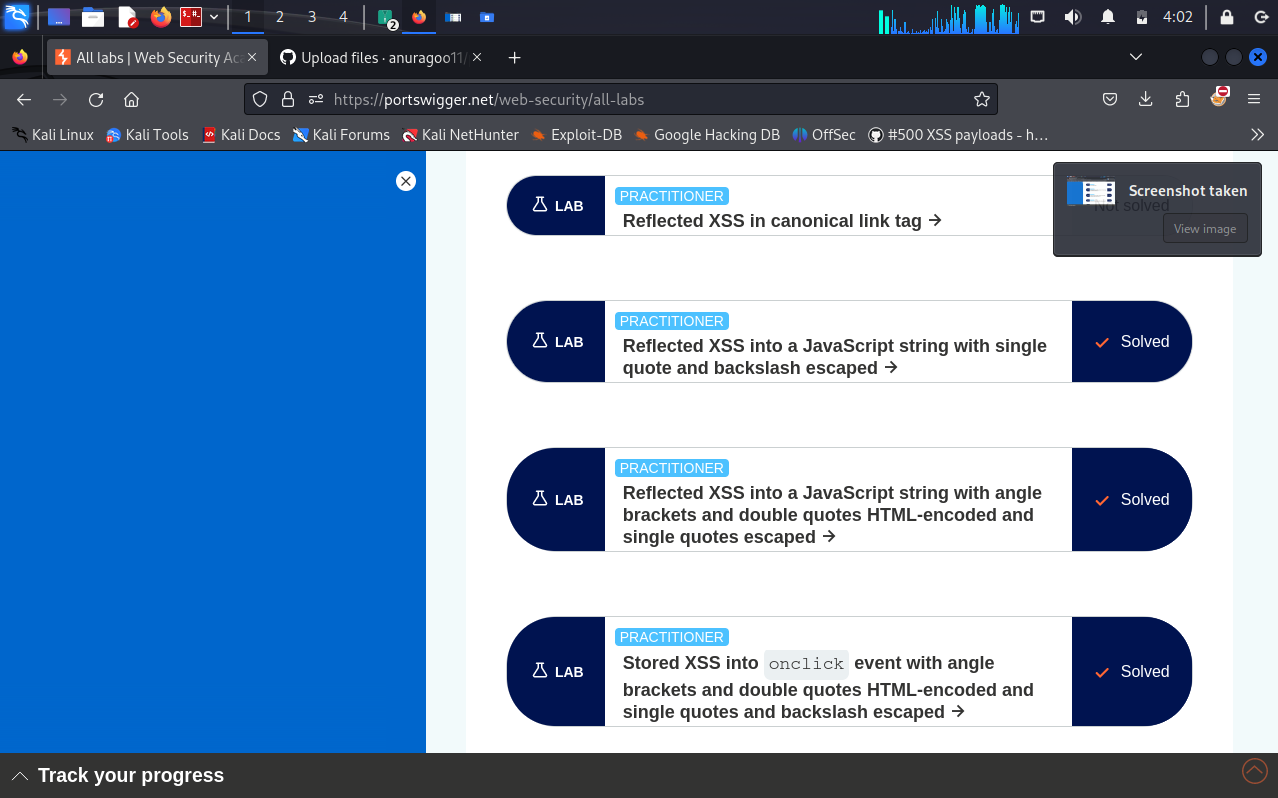 1 2 3 4 2 4:02
All labs | Web Security Aca Upload files · anuragoo11/
https://portswigger.net/web-security/all-labs
Kali Linux Kali Tools Kali Docs Kali Forums Kali NetHunter Exploit-DB Google Hacking DB OffSec #500 XSS payloads - h…
LAB
PRACTITIONER
Reflected XSS in canonical link tag
Not solved
Screenshot taken
View image
LAB
PRACTITIONER
Reflected XSS into a JavaScript string with single
quote and backslash escaped
Solved
LAB
PRACTITIONER
Reflected XSS into a JavaScript string with angle
brackets and double quotes HTML-encoded and
single quotes escaped
Solved
LAB
PRACTITIONER
Stored XSS into onclick event with angle
brackets and double quotes HTML-encoded and
single quotes and backslash escaped
Solved
Track your progress